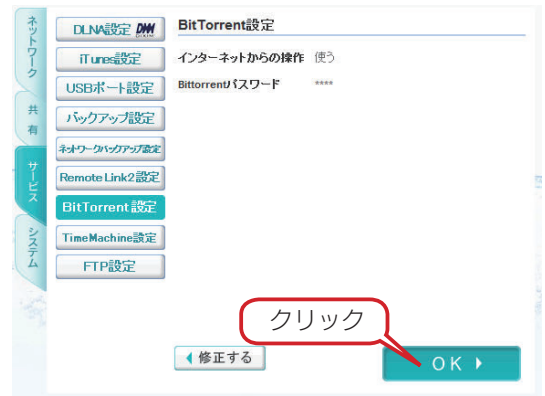 ネットワーク
共有
サービス
システム
DLNA設定
iTunes設定
USBポート設定
バックアップ設定
ネットワークバックアップ設定
Remote Link2設定
BitTorrent設定
TimeMachine設定
FTP設定
BitTorrent設定
インターネットからの操作 使う
Bittorrentパスワード ****
クリック
修正する
OK